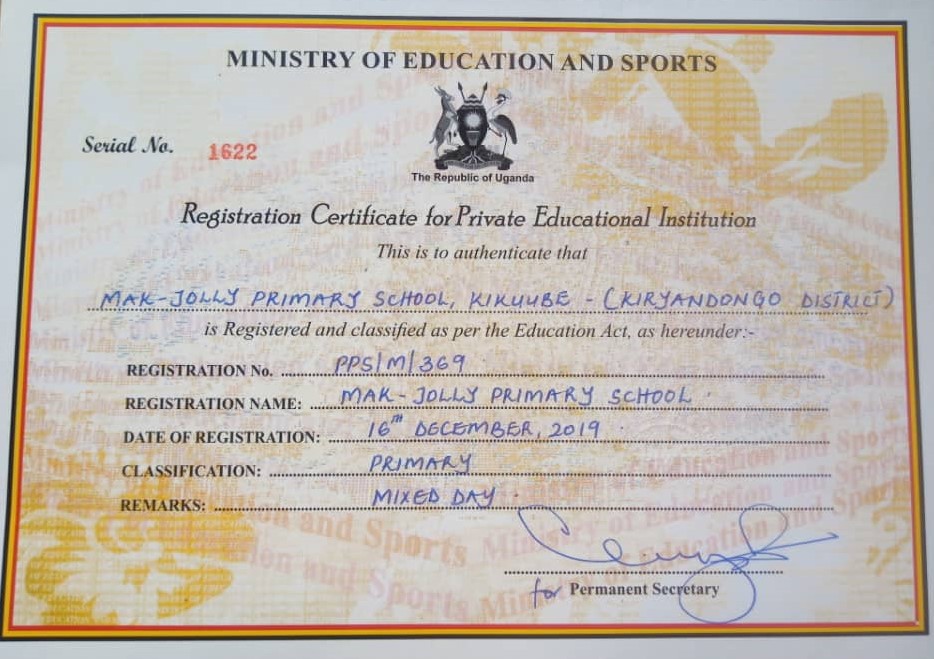 MINISTRY OF EDUCATION AND SPORTS
Serial No. 1622
The Republic of Uganda
Registration Certificate for Private Educational Institution
This is to authenticate that
MAK-JOLLY PRIMARY SCHOOL, KIKUUBE - (KIRYANDONGO DISTRICT)
is Registered and classified as per the Education Act, as hereunder:-
REGISTRATION No. PPS/M/369
REGISTRATION NAME: MAK-JOLLY PRIMARY SCHOOL
DATE OF REGISTRATION: 16th DECEMBER, 2019
CLASSIFICATION: PRIMARY
REMARKS: MIXED DAY
for Permanent Secretary